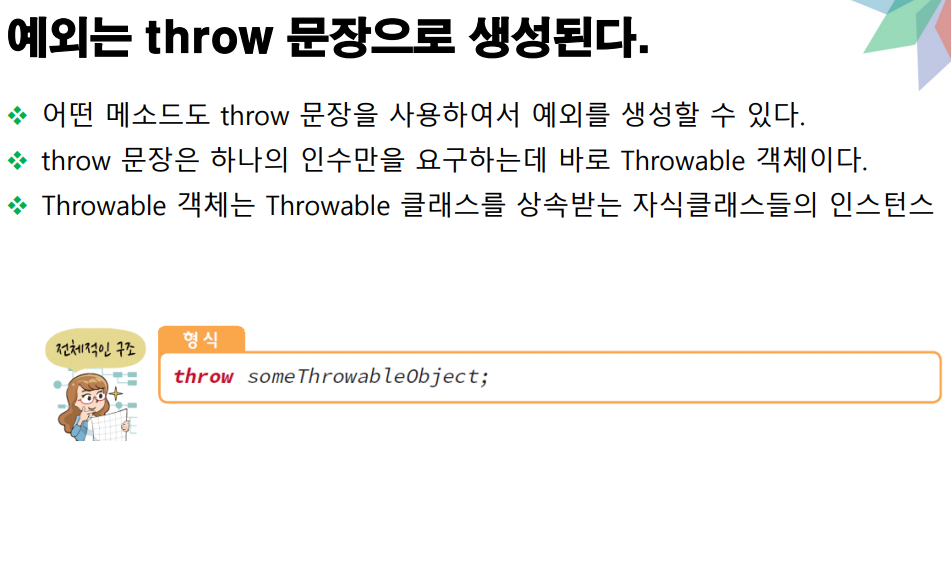 예외는 throw 문장으로 생성된다.
어떤 메소드도 throw 문장을 사용하여서 예외를 생성할 수 있다.
throw 문장은 하나의 인수만을 요구하는데 바로 Throwable 객체이다.
Throwable 객체는 Throwable 클래스를 상속받는 자식클래스들의 인스턴스
전체적인 구조
형식
throw someThrowableObject;